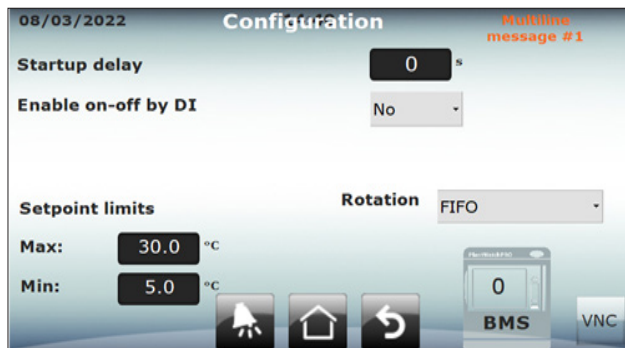 08/03/2022
Configuration
Multiline
message #1
Startup delay
0 s
Enable on-off by DI
No
Setpoint limits
Rotation
FIFO
Max:
30.0 °C
Min:
5.0 °C
0
BMS
VNC